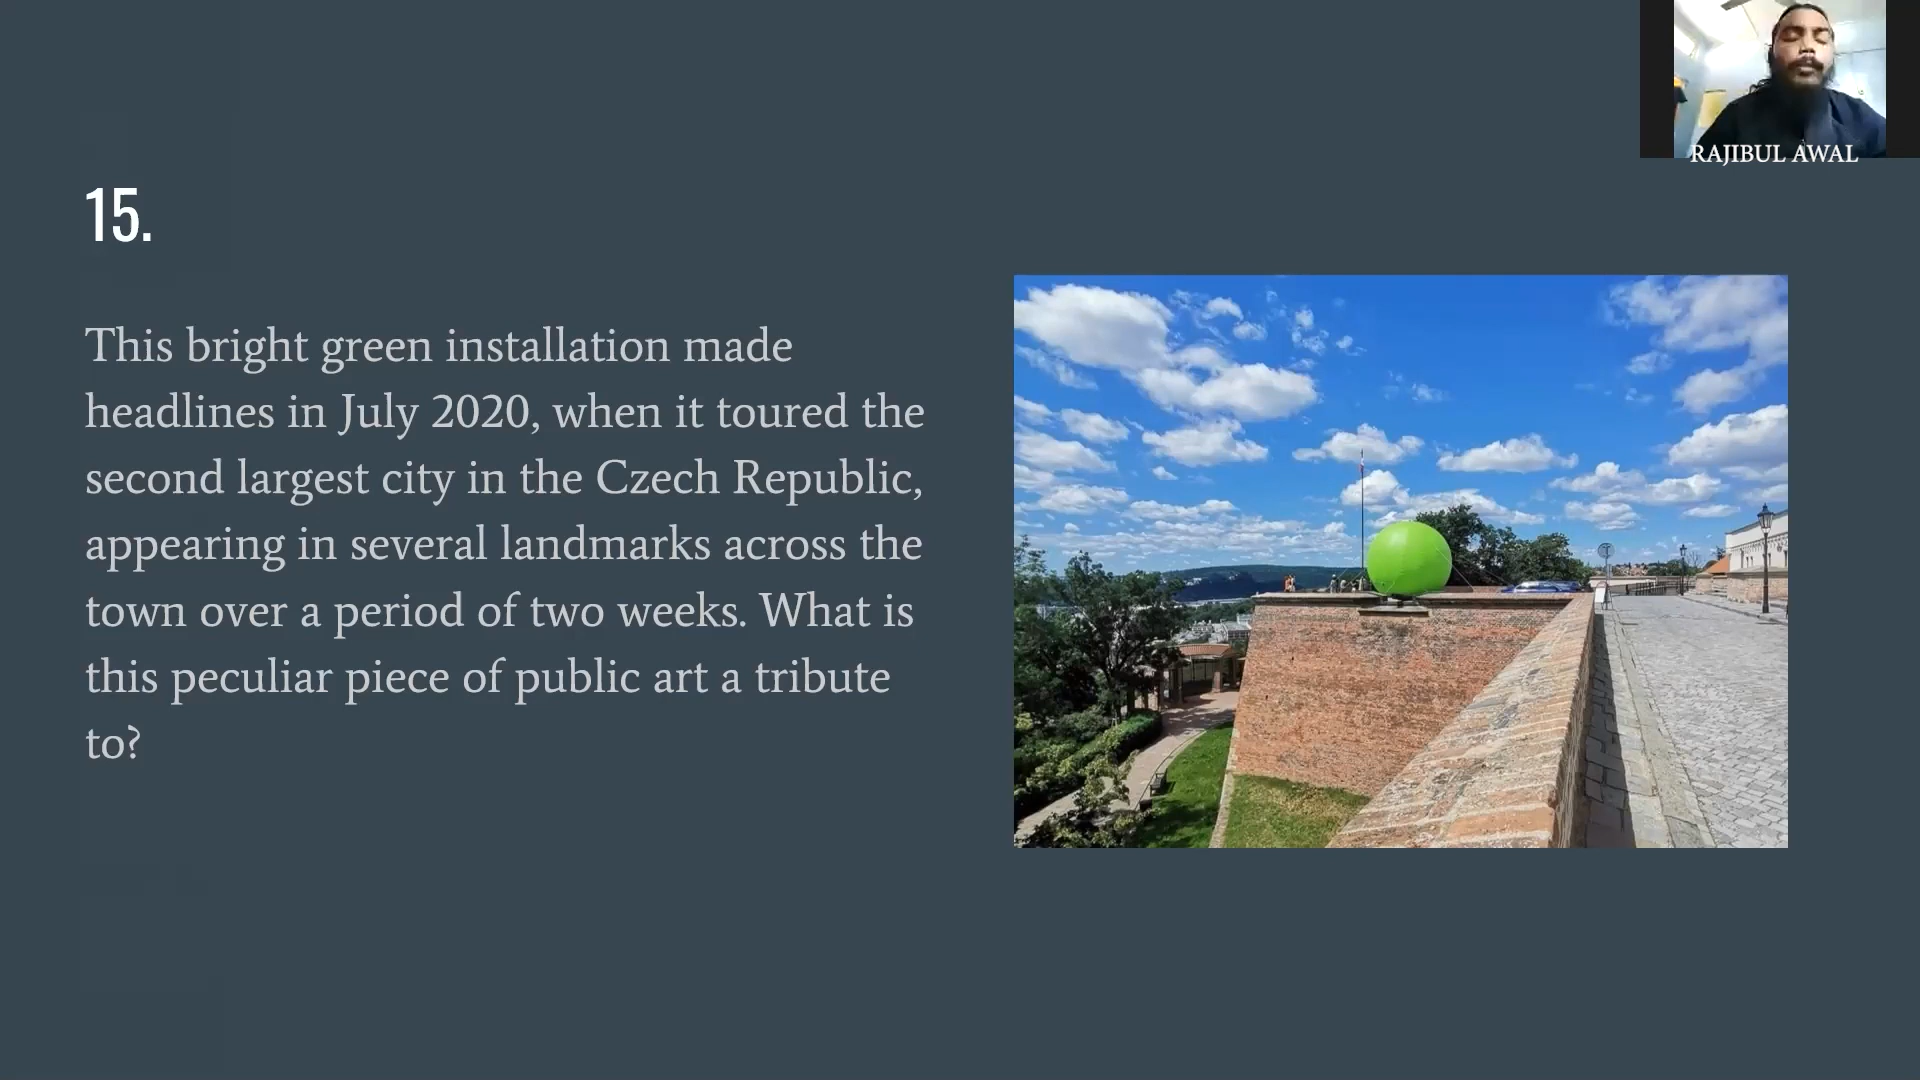 RAJIBUL AWAL
15.
This bright green installation made
headlines in July 2020, when it toured the
second largest city in the Czech Republic,
appearing in several landmarks across the
town over a period of two weeks. What is
this peculiar piece of public art a tribute
to?